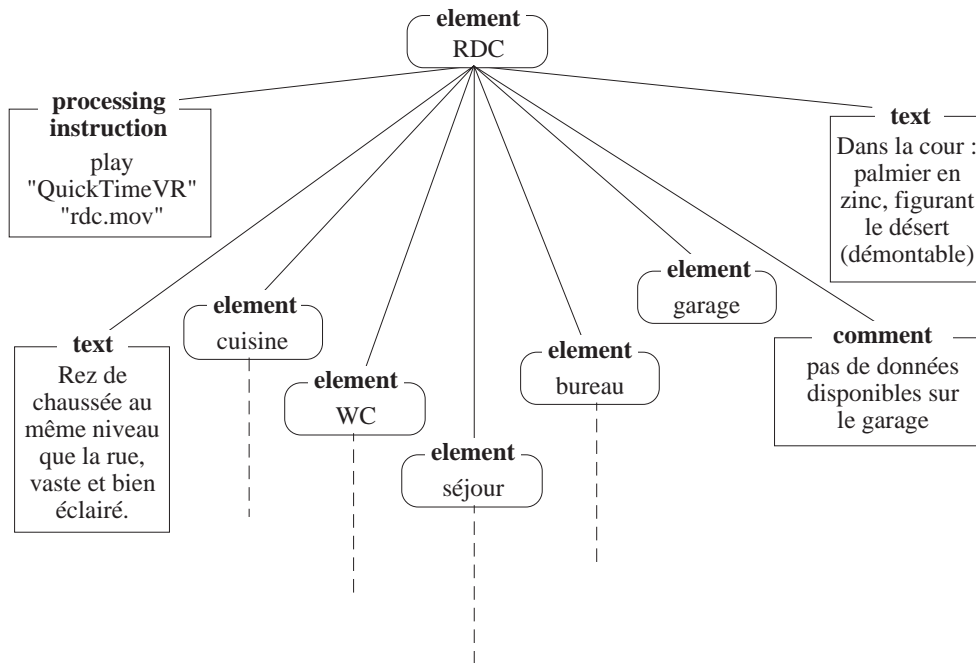 element
RDC
processing
instruction
play
"QuickTimeVR"
"rdc.mov"
text
Dans la cour :
palmier en
zinc, figurant
le désert
(démontable)
element
garage
element
cuisine
comment
pas de données
disponibles sur
le garage
text
Rez de
chaussée au
même niveau
que la rue,
vaste et bien
éclairé.
element
bureau
element
WC
element
séjour